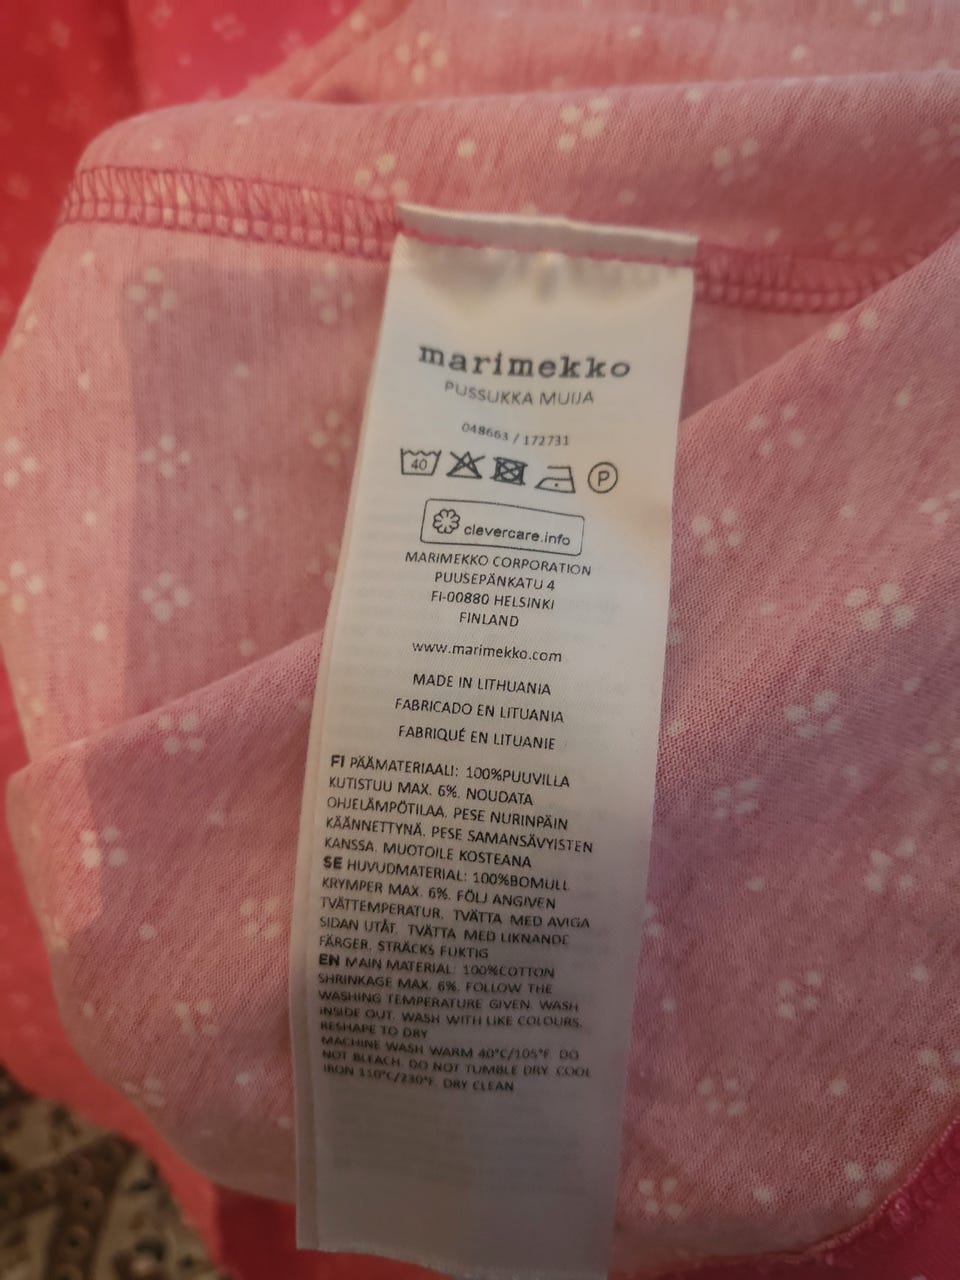 marimekko
PUSSUKKA MUIJA
048663 / 172731
40 P
clevercare.info
MARIMEKKO CORPORATION
PUUSEPÄNKATU 4
FI-00880 HELSINKI
FINLAND
www.marimekko.com
MADE IN LITHUANIA
FABRICADO EN LITUANIA
FABRIQUÉ EN LITUANIE
FI PÄÄMATERIAALI: 100%PUUVILLA
KUTISTUU MAX. 6%. NOUDATA
OHJELÄMPÖTILAA. PESE NURINPÄIN
KÄÄNNETTYNÄ. PESE SAMANSÄVYISTEN
KANSSA. MUOTOILE KOSTEANA
SE HUVUDMATERIAL: 100%BOMULL
KRYMPER MAX. 6%. FÖLJ ANGIVEN
TVÄTTEMPERATUR. TVÄTTA MED AVIGA
SIDAN UTÅT. TVÄTTA MED LIKNANDE
FÄRGER. STRÄCKS FUKTIG
EN MAIN MATERIAL: 100%COTTON
SHRINKAGE MAX. 6%. FOLLOW THE
WASHING TEMPERATURE GIVEN. WASH
INSIDE OUT. WASH WITH LIKE COLOURS.
RESHAPE TO DRY
MACHINE WASH WARM 40°C/105°F. DO
NOT BLEACH. DO NOT TUMBLE DRY. COOL
IRON 110°C/230°F. DRY CLEAN